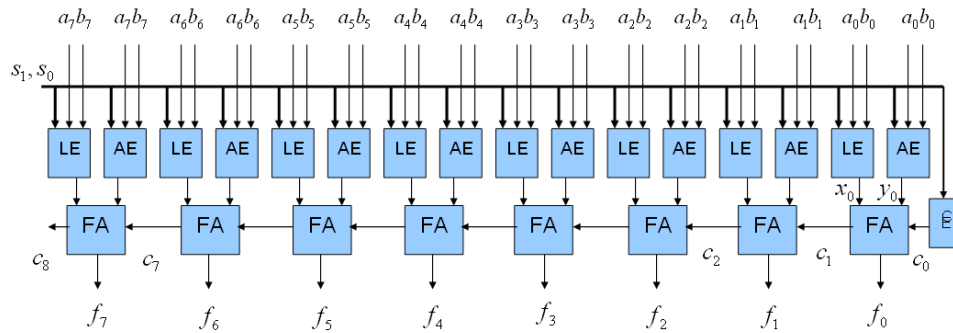 a₇b₇ a₇b₇ a₆b₆ a₆b₆ a₅b₅ a₅b₅ a₄b₄ a₄b₄ a₃b₃ a₃b₃ a₂b₂ a₂b₂ a₁b₁ a₁b₁ a₀b₀ a₀b₀
s₁, s₀
LE AE LE AE LE AE LE AE LE AE LE AE LE AE LE AE
x₀ y₀
FA FA FA FA FA FA FA FA
c₈ c₇ c₂ c₁ c₀
f₇ f₆ f₅ f₄ f₃ f₂ f₁ f₀